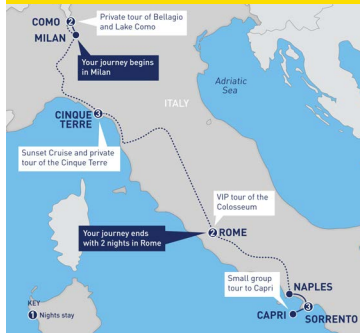 COMO
2
MILAN
Private tour of Bellagio
and Lake Como
Your journey begins
in Milan
Adriatic
Sea
ITALY
CINQUE
TERRE
3
Sunset Cruise and private
tour of the Cinque Terre
VIP tour of the
Colosseum
Your journey ends
with 2 nights in Rome
2 ROME
Small group
tour to Capri
NAPLES
3
CAPRI
SORRENTO
KEY
1 Nights stay